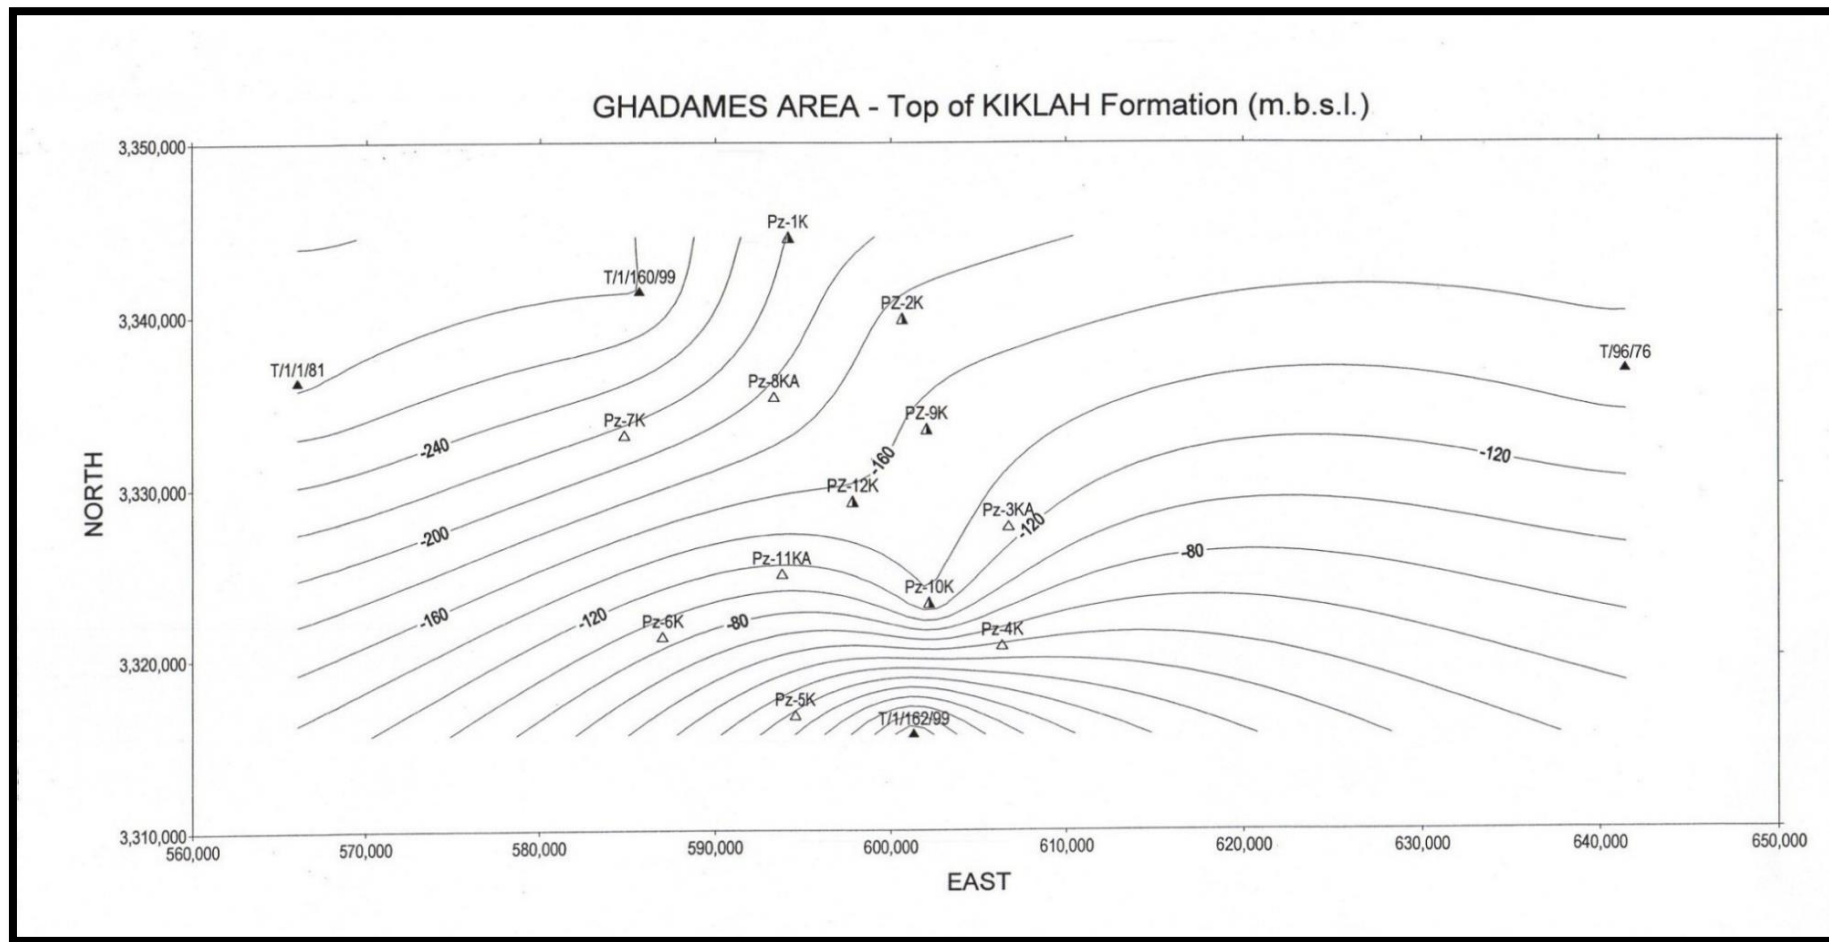 GHADAMES AREA - Top of KIKLAH Formation (m.b.s.l.)
3,350,000
Pz-1K
T/1/160/99
PZ-2K
3,340,000
T/96/76
T/1/1/81
Pz-8KA
PZ-9K
Pz-7K
-240
-120
-160
NORTH
3,330,000
PZ-12K
Pz-3KA
-120
-200
-80
Pz-11KA
Pz-10K
-160
-120
Pz-6K
-80
Pz-4K
3,320,000
Pz-5K
T/1/162/99
3,310,000
560,000
570,000
580,000
590,000
600,000
610,000
620,000
630,000
640,000
650,000
EAST